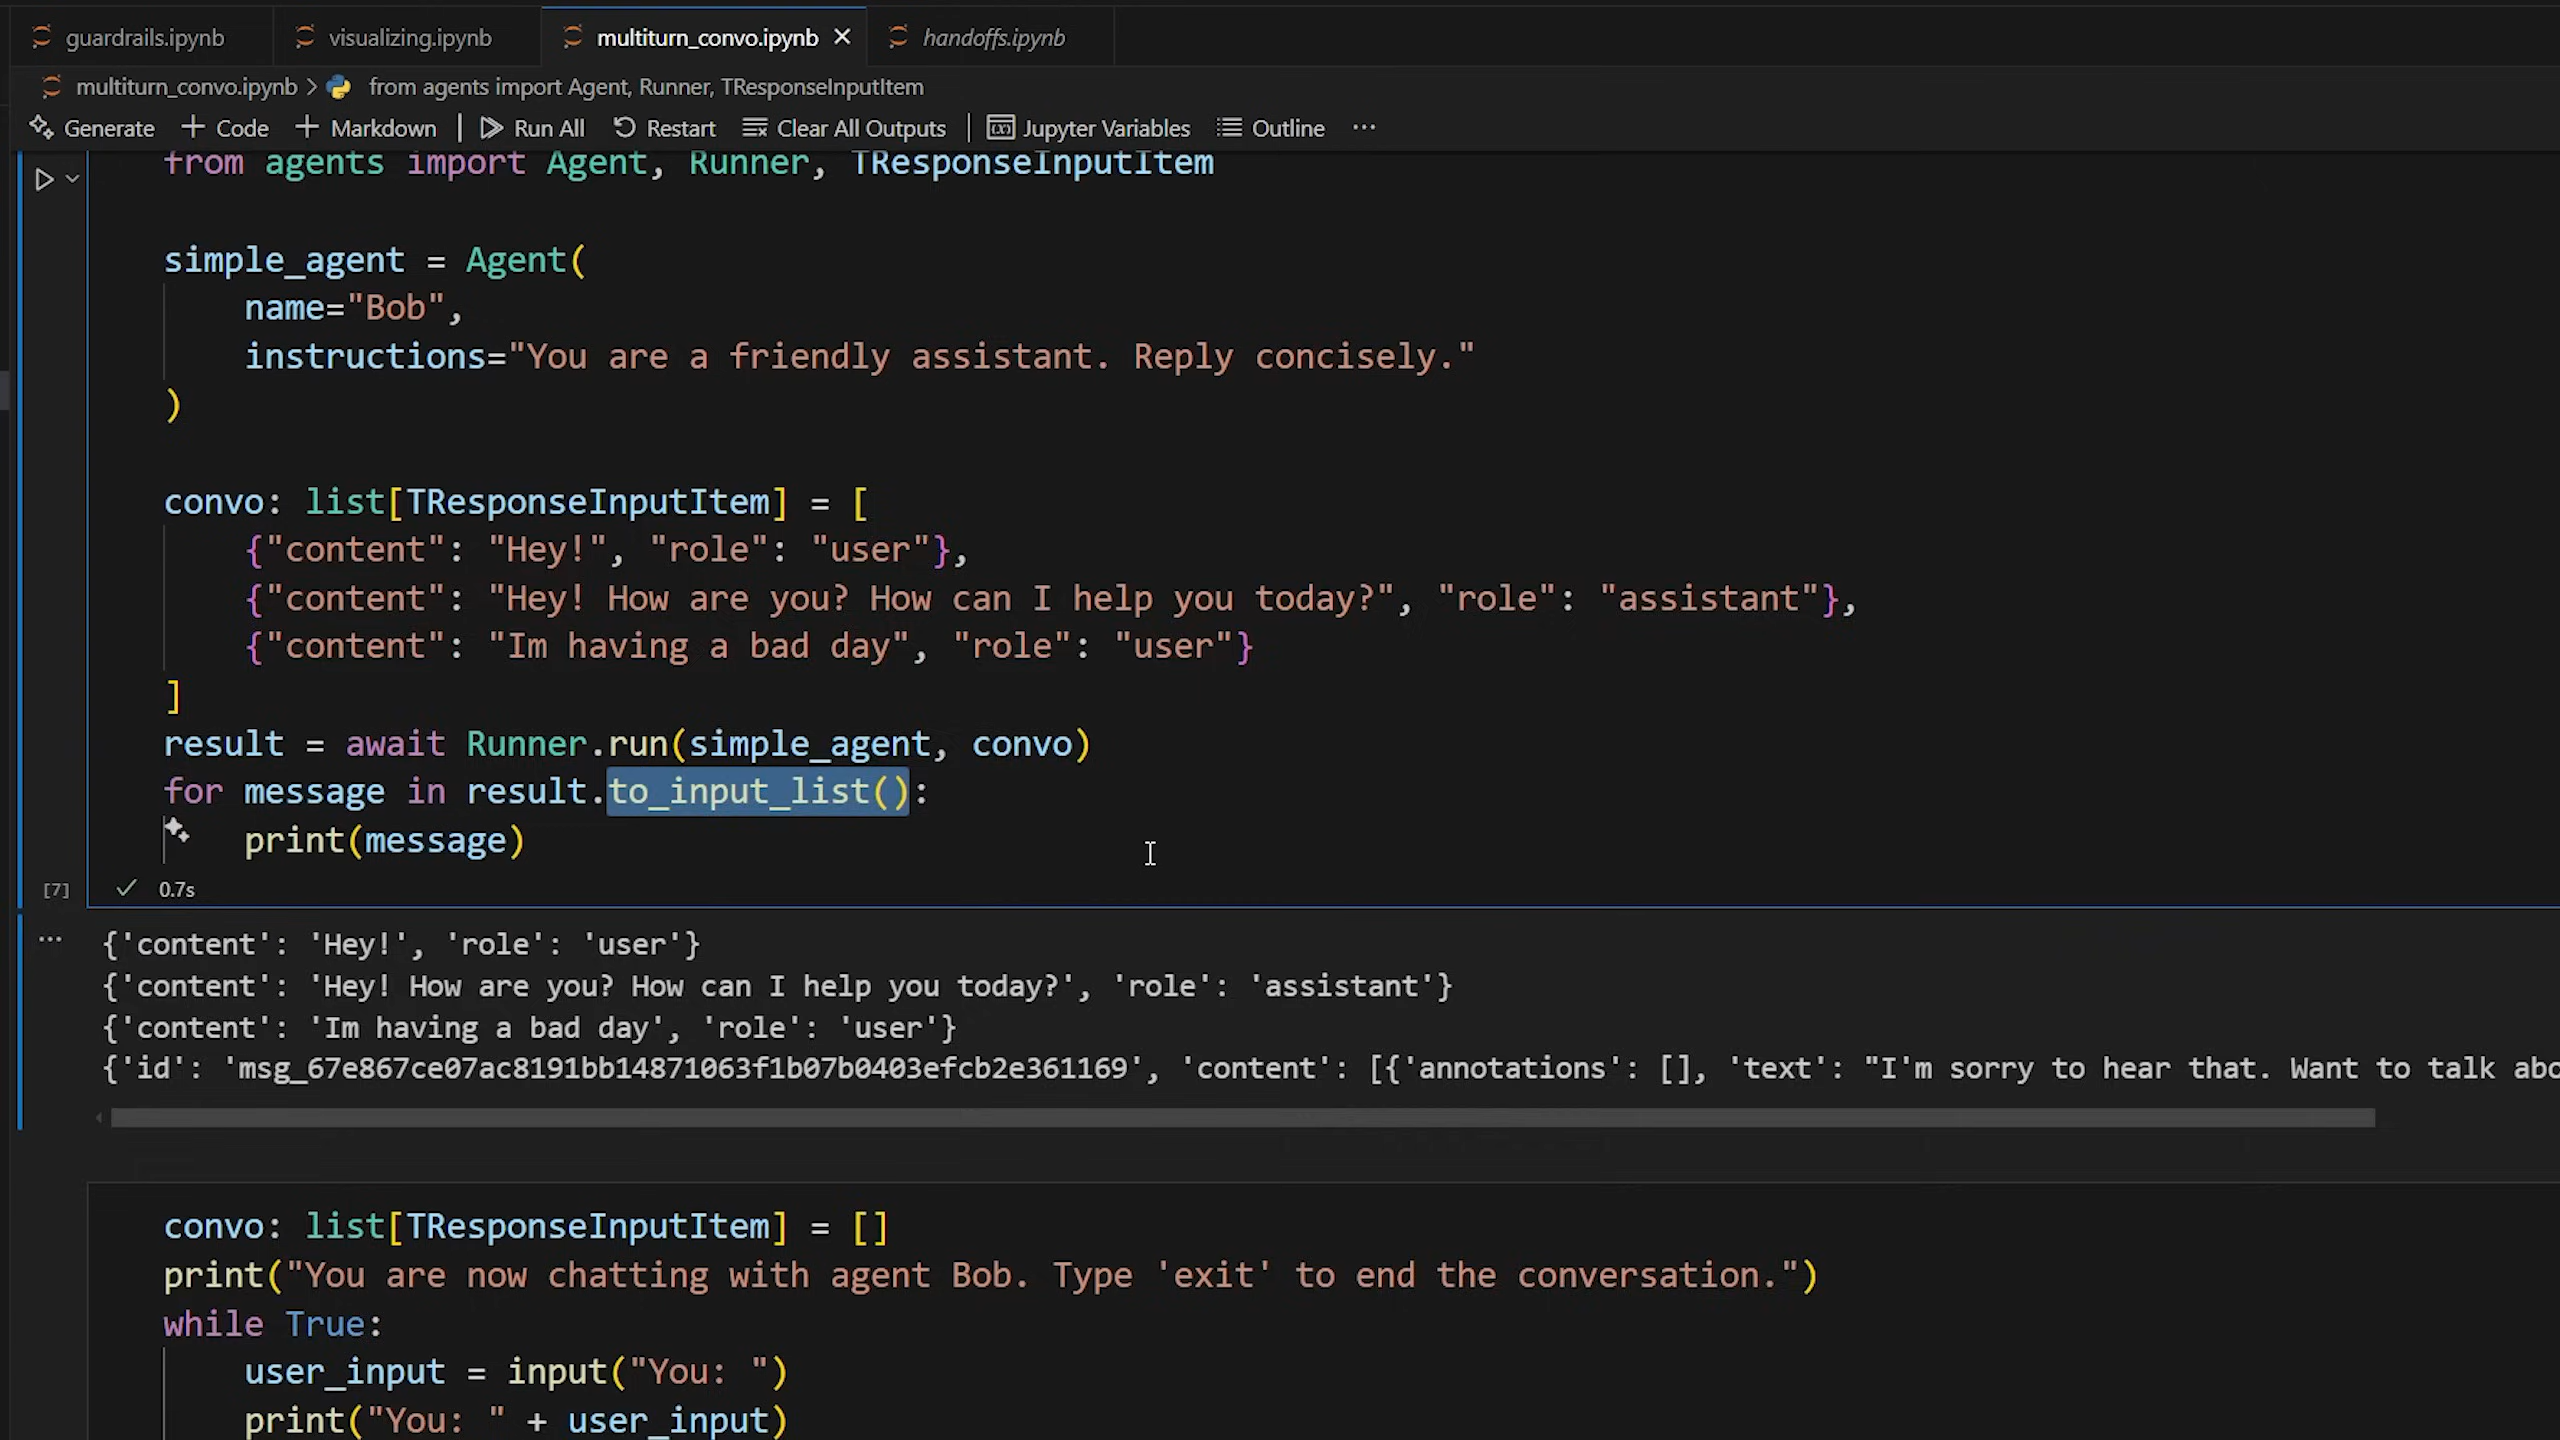 guardrails.ipynb visualizing.ipynb multiturn_convo.ipynb handoffs.ipynb
multiturn_convo.ipynb > from agents import Agent, Runner, TResponseInputItem
Generate + Code + Markdown Run All Restart Clear All Outputs Jupyter Variables Outline ...
from agents import Agent, Runner, TResponseInputItem
simple_agent = Agent(
name="Bob",
instructions="You are a friendly assistant. Reply concisely."
)
convo: list[TResponseInputItem] = [
{"content": "Hey!", "role": "user"},
{"content": "Hey! How are you? How can I help you today?", "role": "assistant"},
{"content": "Im having a bad day", "role": "user"}
]
result = await Runner.run(simple_agent, convo)
for message in result.to_input_list():
print(message)
[7] 0.7s
{'content': 'Hey!', 'role': 'user'}
{'content': 'Hey! How are you? How can I help you today?', 'role': 'assistant'}
{'content': 'Im having a bad day', 'role': 'user'}
{'id': 'msg_67e867ce07ac8191bb14871063f1b07b0403efcb2e361169', 'content': [{'annotations': [], 'text': "I'm sorry to hear that. Want to talk abo
convo: list[TResponseInputItem] = []
print("You are now chatting with agent Bob. Type 'exit' to end the conversation.")
while True:
user_input = input("You: ")
print("You: " + user_input)